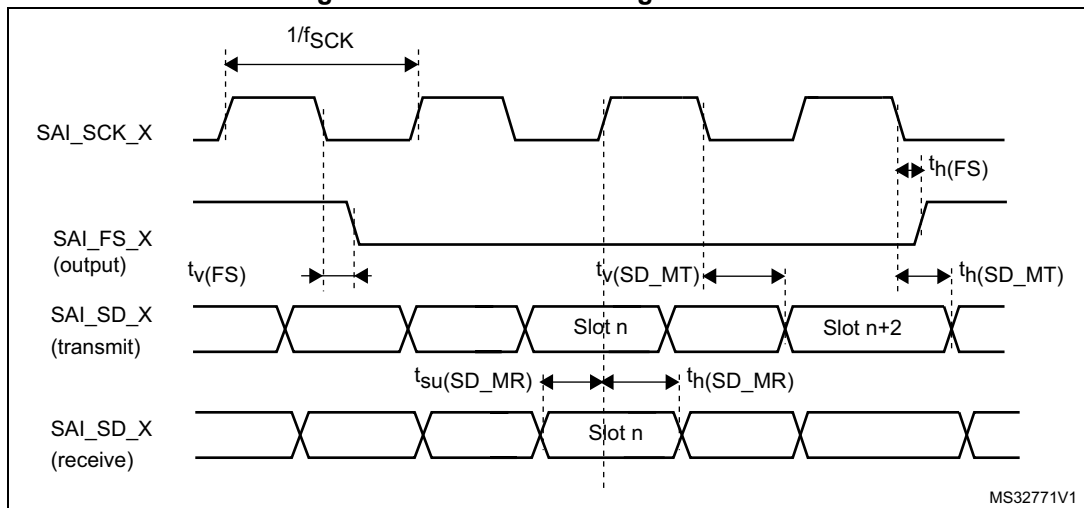 1/fSCK
SAI_SCK_X
th(FS)
SAI_FS_X
(output)
tv(FS)
tv(SD_MT)
th(SD_MT)
SAI_SD_X
(transmit)
Slot n
Slot n+2
tsu(SD_MR)
th(SD_MR)
SAI_SD_X
(receive)
Slot n
MS32771V1